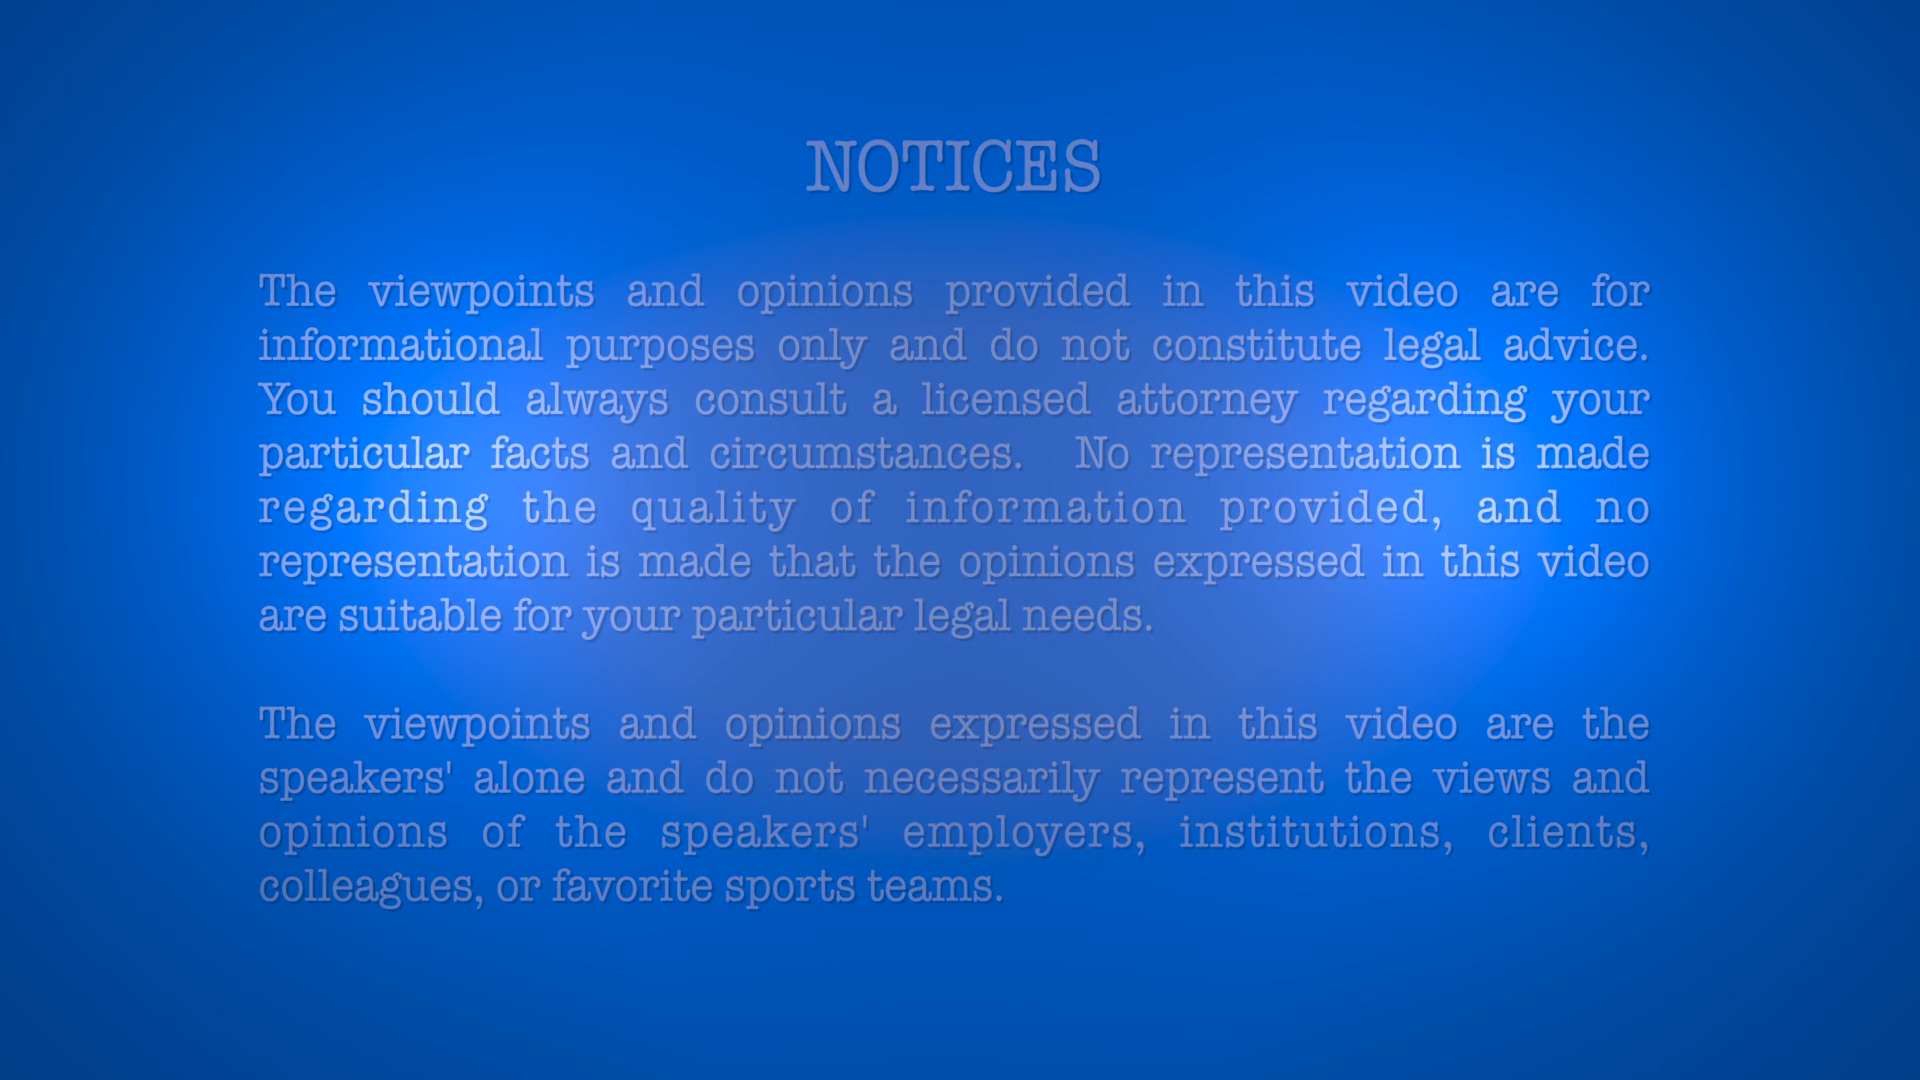 NOTICES
The viewpoints and opinions provided in this video are for
informational purposes only and do not constitute legal advice.
You should always consult a licensed attorney regarding your
particular facts and circumstances.  No representation is made
regarding the quality of information provided, and no
representation is made that the opinions expressed in this video
are suitable for your particular legal needs.
The viewpoints and opinions expressed in this video are the
speakers' alone and do not necessarily represent the views and
opinions of the speakers' employers, institutions, clients,
colleagues, or favorite sports teams.